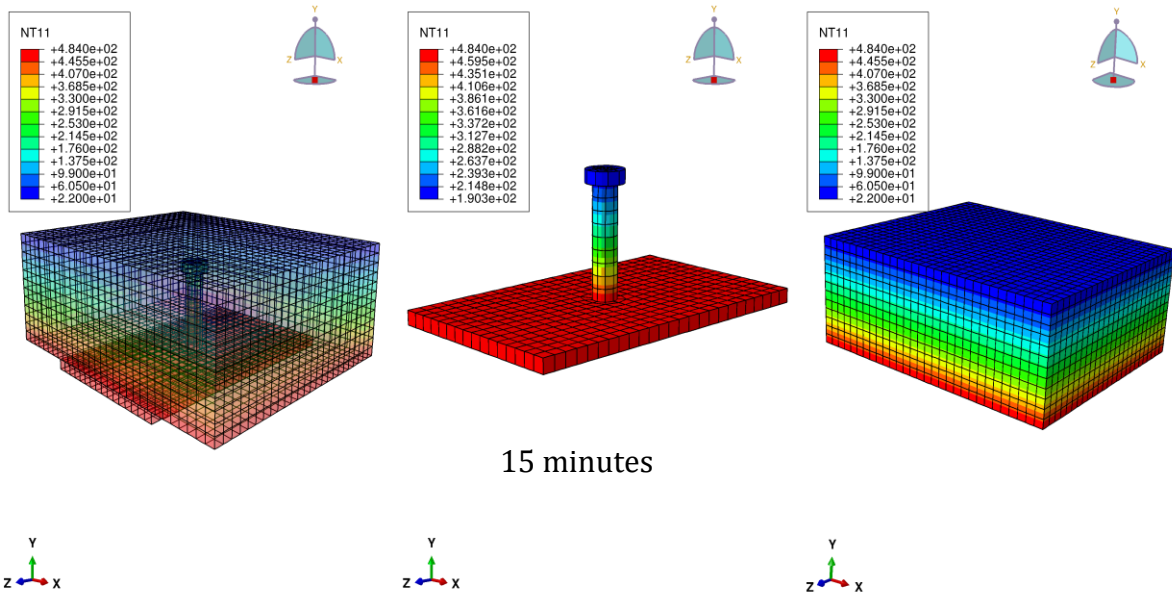 NT11
+4.840e+02
+4.455e+02
+4.070e+02
+3.685e+02
+3.300e+02
+2.915e+02
+2.530e+02
+2.145e+02
+1.760e+02
+1.375e+02
+9.900e+01
+6.050e+01
+2.200e+01
Y
Z
X
NT11
+4.840e+02
+4.595e+02
+4.351e+02
+4.106e+02
+3.861e+02
+3.616e+02
+3.372e+02
+3.127e+02
+2.882e+02
+2.637e+02
+2.393e+02
+2.148e+02
+1.903e+02
Y
Z
X
NT11
+4.840e+02
+4.455e+02
+4.070e+02
+3.685e+02
+3.300e+02
+2.915e+02
+2.530e+02
+2.145e+02
+1.760e+02
+1.375e+02
+9.900e+01
+6.050e+01
+2.200e+01
Y
Z
X
15 minutes
Y
Z X
Y
Z X
Y
Z X